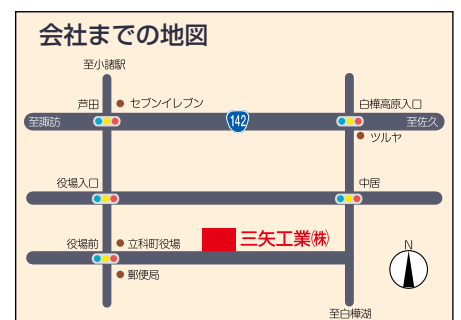 会社までの地図
至小諸駅
芦田
セブンイレブン
白樺高原入口
至諏訪
142
至佐久
ツルヤ
役場入口
中居
役場前
立科町役場
三矢工業㈱
郵便局
N
至白樺湖